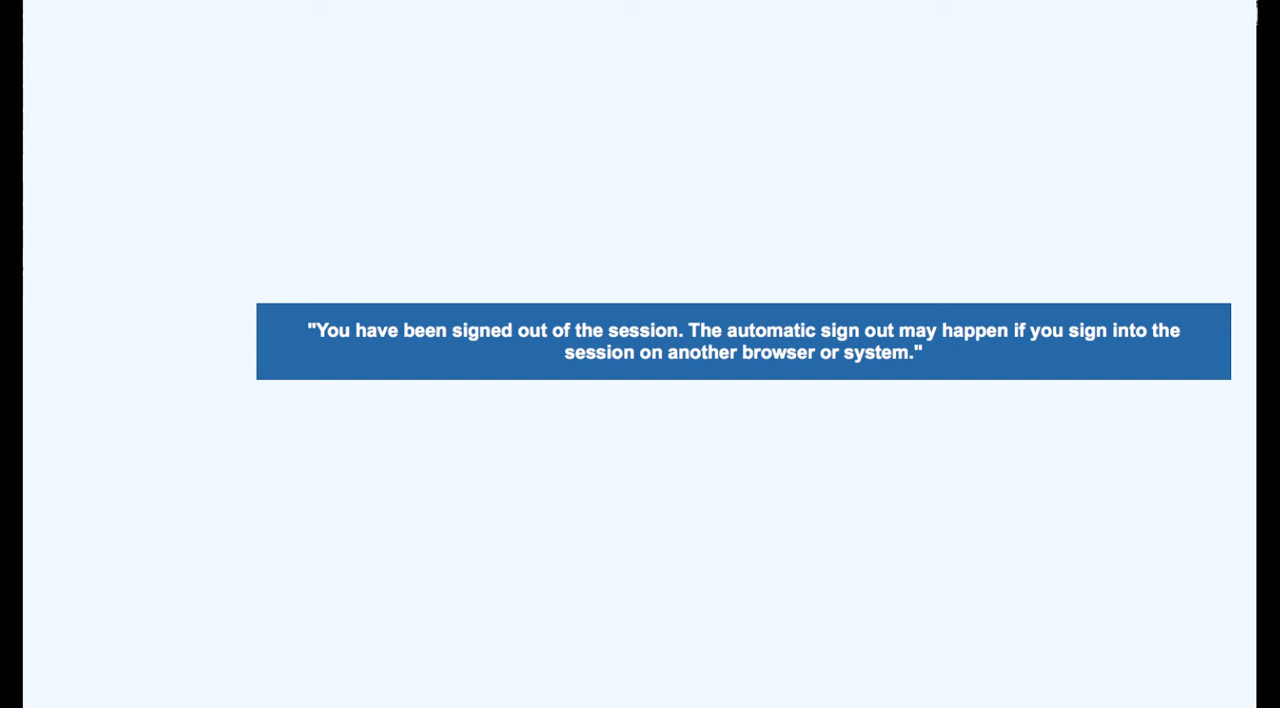 "You have been signed out of the session. The automatic sign out may happen if you sign into the
session on another browser or system."